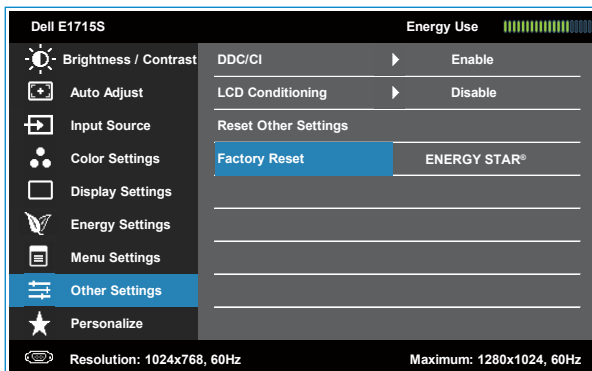 Dell E1715S Energy Use
Brightness / Contrast DDC/CI Enable
Auto Adjust LCD Conditioning Disable
Input Source Reset Other Settings
Color Settings Factory Reset ENERGY STAR®
Display Settings
Energy Settings
Menu Settings
Other Settings
Personalize
Resolution: 1024x768, 60Hz Maximum: 1280x1024, 60Hz